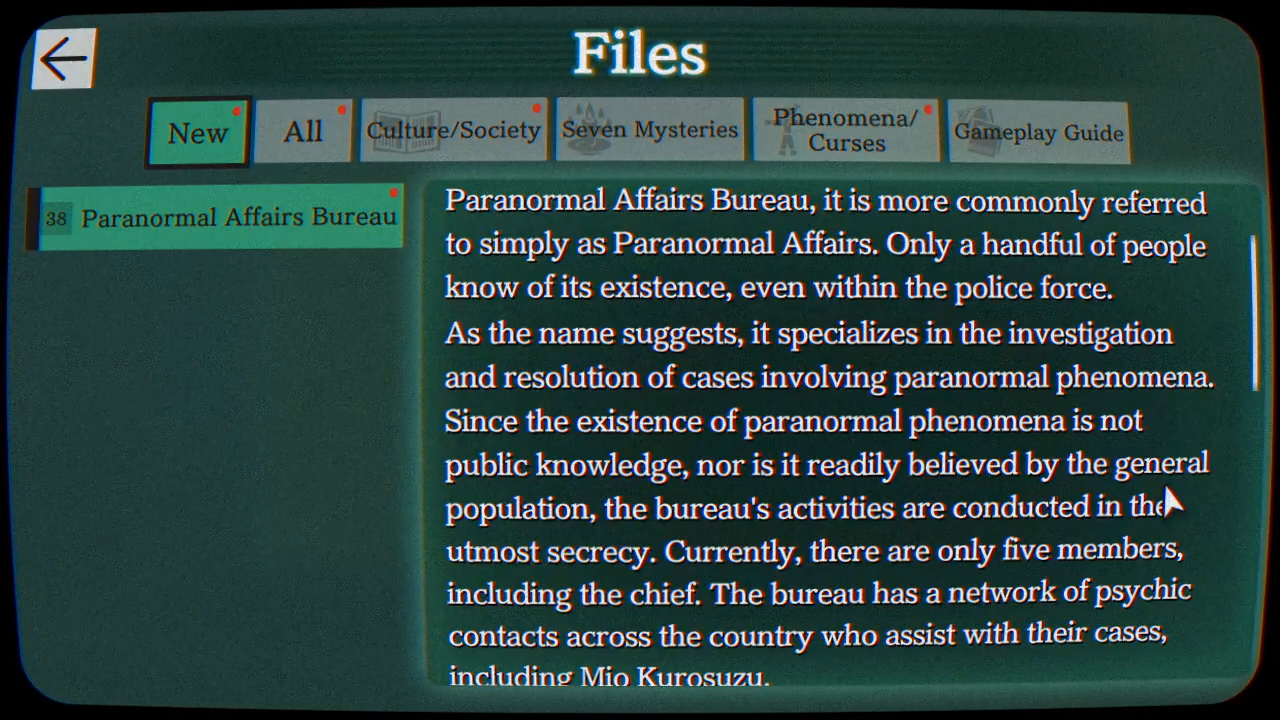 Files
New
All
Culture/Society
Seven Mysteries
Phenomena/
Curses
Gameplay Guide
38 Paranormal Affairs Bureau
Paranormal Affairs Bureau, it is more commonly referred
to simply as Paranormal Affairs. Only a handful of people
know of its existence, even within the police force.
As the name suggests, it specializes in the investigation
and resolution of cases involving paranormal phenomena.
Since the existence of paranormal phenomena is not
public knowledge, nor is it readily believed by the general
population, the bureau's activities are conducted in the
utmost secrecy. Currently, there are only five members,
including the chief. The bureau has a network of psychic
contacts across the country who assist with their cases,
including Mio Kurosuzu.